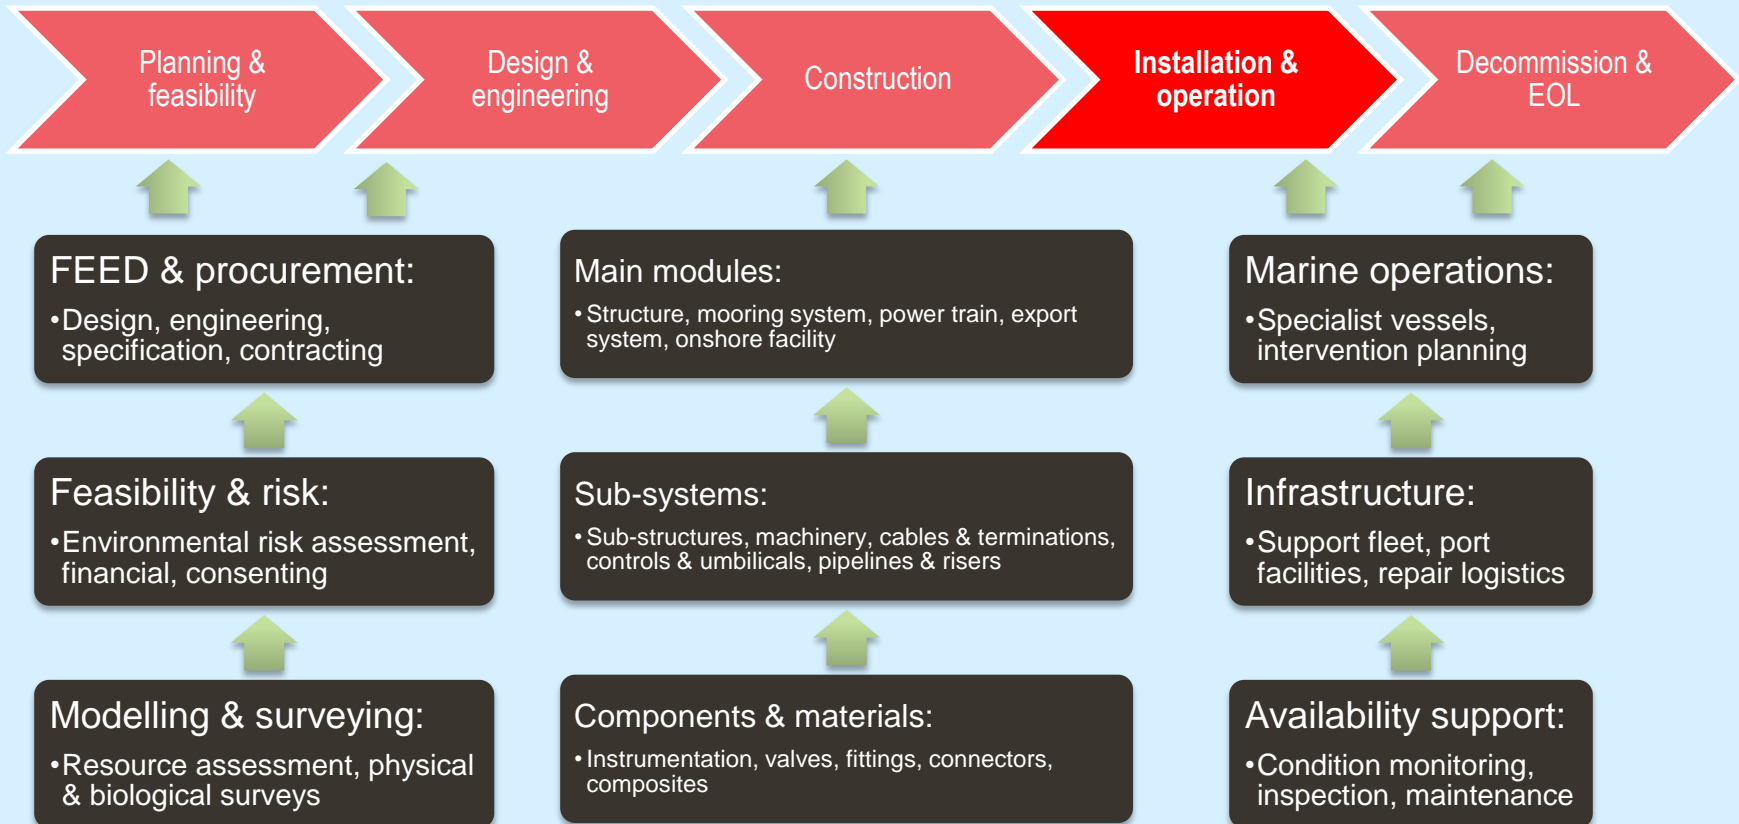 Planning &
feasibility
Design &
engineering
Construction
Installation &
operation
Decommission &
EOL
FEED & procurement:
•Design, engineering,
specification, contracting
Feasibility & risk:
•Environmental risk assessment,
financial, consenting
Modelling & surveying:
•Resource assessment, physical
& biological surveys
Main modules:
• Structure, mooring system, power train, export
system, onshore facility
Sub-systems:
• Sub-structures, machinery, cables & terminations,
controls & umbilicals, pipelines & risers
Components & materials:
• Instrumentation, valves, fittings, connectors,
composites
Marine operations:
•Specialist vessels,
intervention planning
Infrastructure:
•Support fleet, port
facilities, repair logistics
Availability support:
•Condition monitoring,
inspection, maintenance